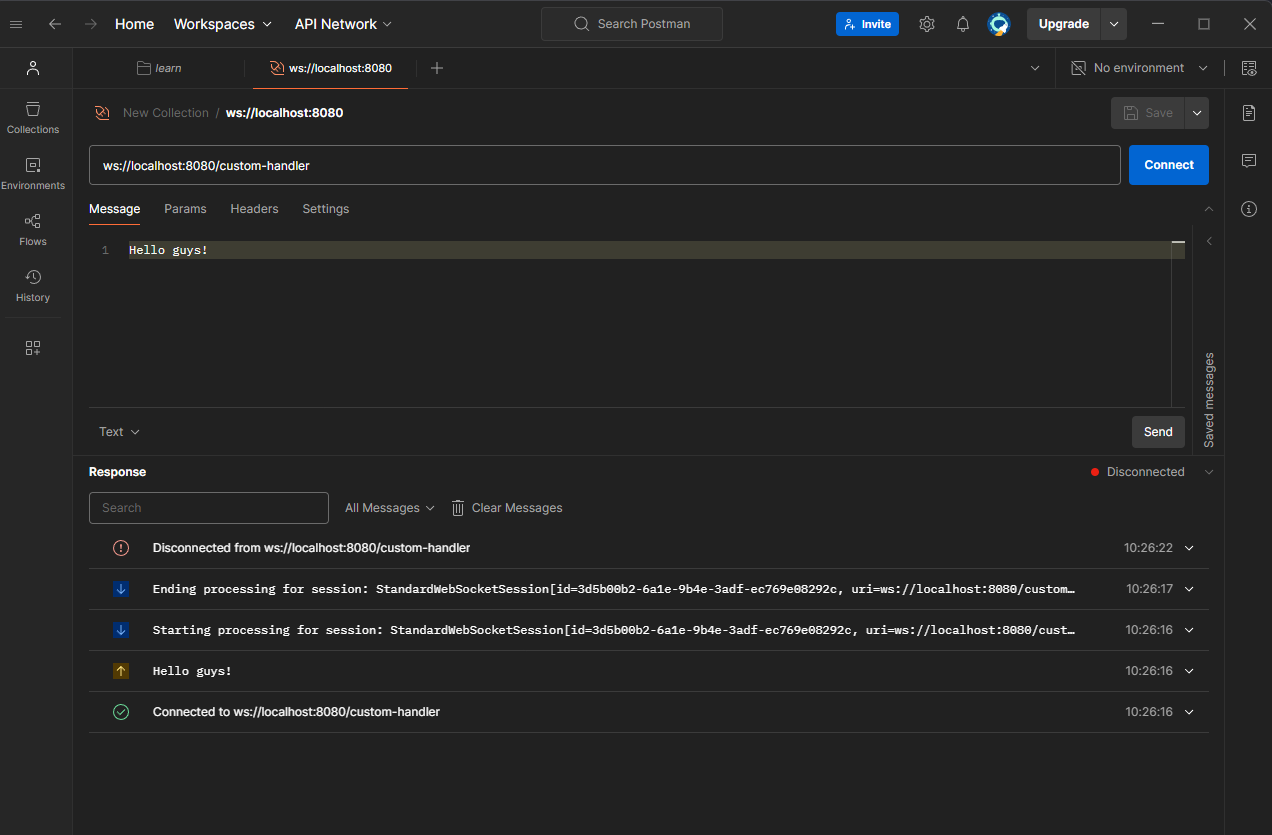 Home Workspaces API Network Search Postman Invite Upgrade
learn ws://localhost:8080 No environment
New Collection / ws://localhost:8080 Save
Collections
ws://localhost:8080/custom-handler Connect
Environments
Message Params Headers Settings
Flows
1 Hello guys!
History
Saved messages
Text Send
Response Disconnected
Search All Messages Clear Messages
Disconnected from ws://localhost:8080/custom-handler 10:26:22
Ending processing for session: StandardWebSocketSession[id=3d5b00b2-6a1e-9b4e-3adf-ec769e08292c, uri=ws://localhost:8080/custom… 10:26:17
Starting processing for session: StandardWebSocketSession[id=3d5b00b2-6a1e-9b4e-3adf-ec769e08292c, uri=ws://localhost:8080/cust… 10:26:16
Hello guys! 10:26:16
Connected to ws://localhost:8080/custom-handler 10:26:16